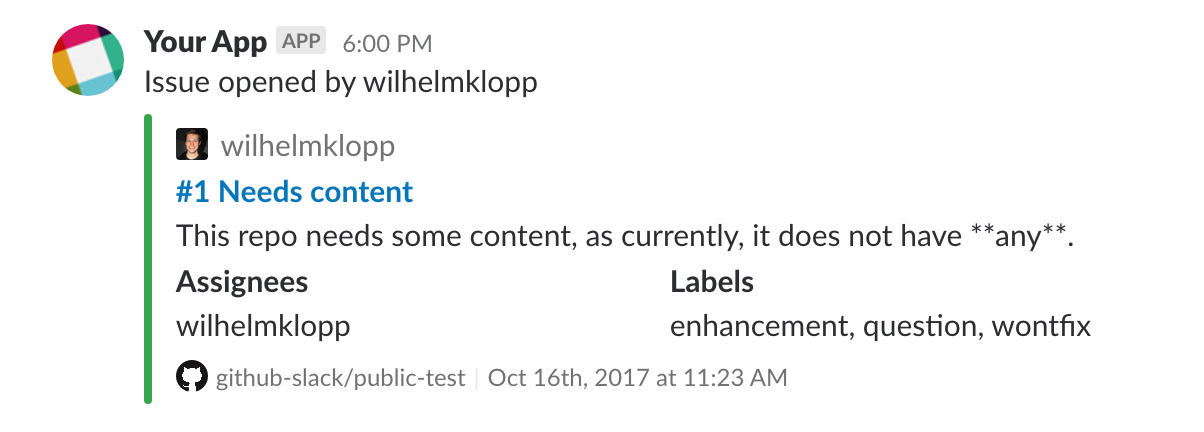 Your App APP 6:00 PM
Issue opened by wilhelmklopp
wilhelmklopp
#1 Needs content
This repo needs some content, as currently, it does not have **any**.
Assignees Labels
wilhelmklopp enhancement, question, wontfix
github-slack/public-test | Oct 16th, 2017 at 11:23 AM